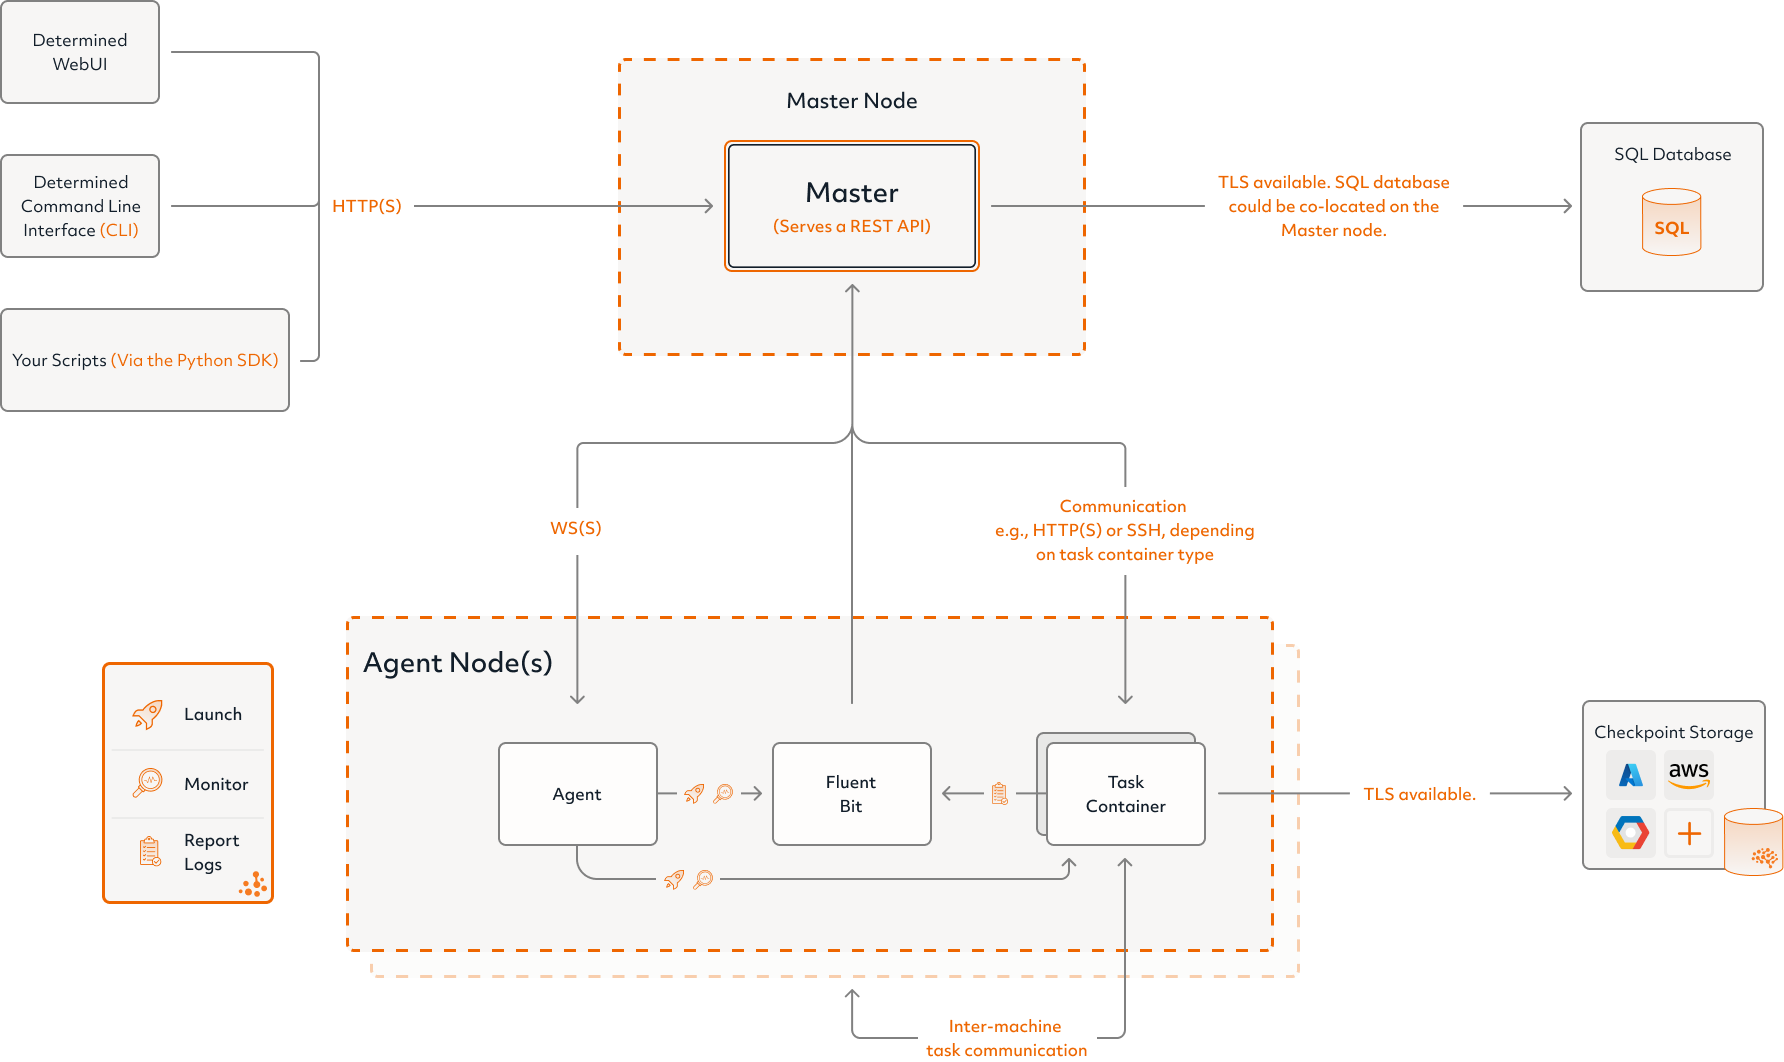 Determined
WebUI
Determined
Command Line
Interface (CLI)
Your Scripts (Via the Python SDK)
HTTP(S)
Master Node
Master
(Serves a REST API)
TLS available. SQL database
could be co-located on the
Master node.
SQL Database
SQL
WS(S)
Communication
e.g., HTTP(S) or SSH, depending
on task container type
Agent Node(s)
Launch
Monitor
Report
Logs
Agent
Fluent
Bit
Task
Container
TLS available.
Checkpoint Storage
aws
Inter-machine
task communication